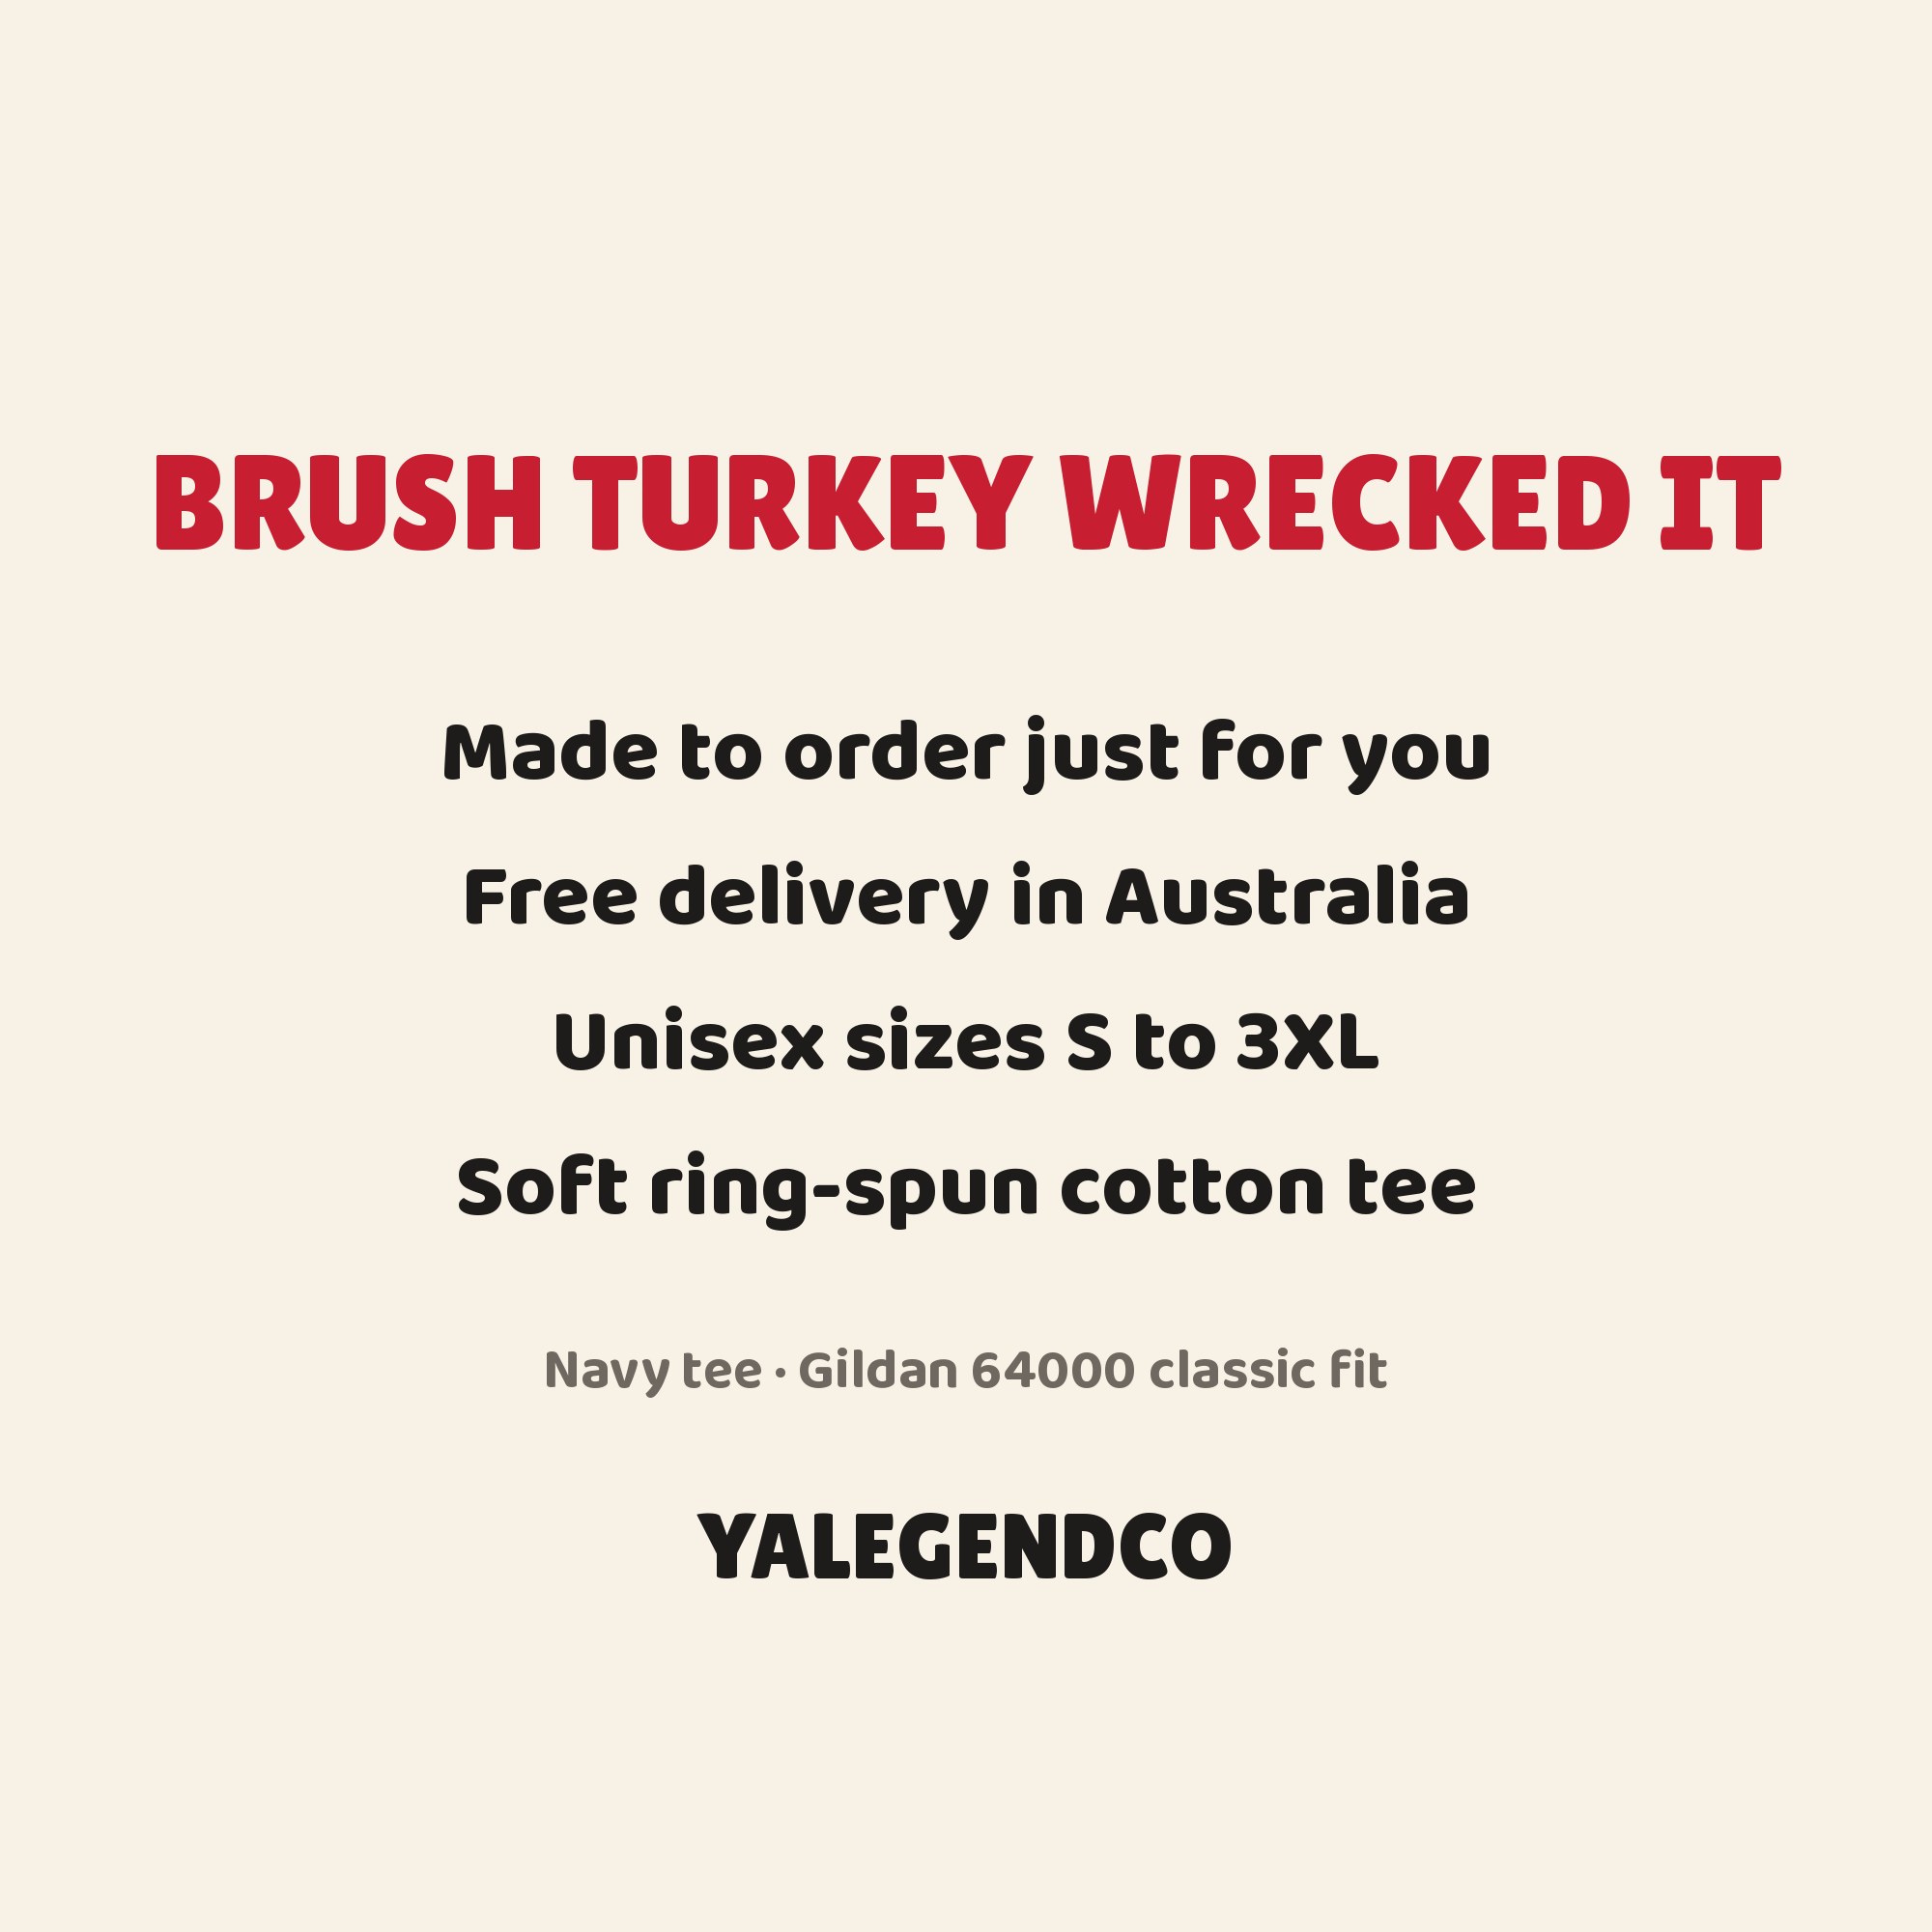 BRUSH TURKEY WRECKED IT
Made to order just for you
Free delivery in Australia
Unisex sizes S to 3XL
Soft ring-spun cotton tee
Navy tee · Gildan 64000 classic fit
YALEGENDCO